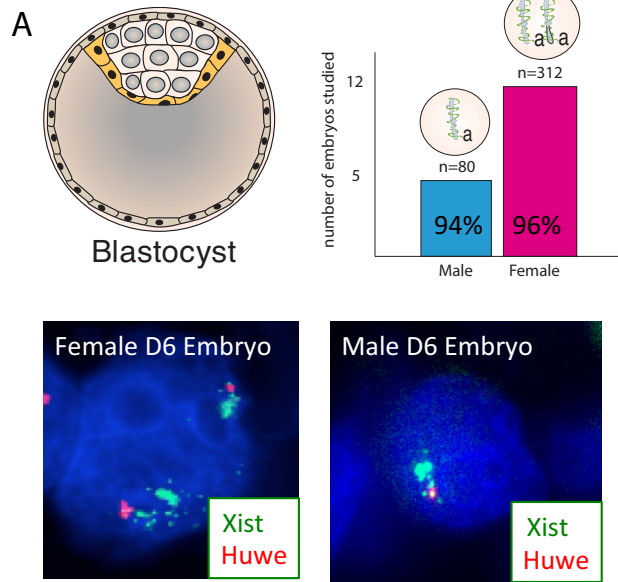 A
Blastocyst
number of embryos studied
12
5
a a
n=312
a
n=80
94%
96%
Male
Female
Female D6 Embryo
Xist
Huwe
Male D6 Embryo
Xist
Huwe